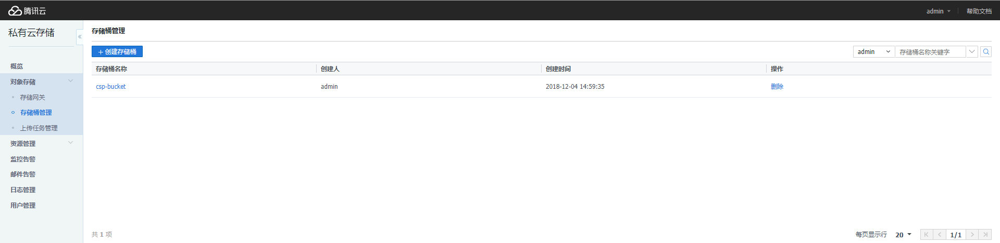 腾讯云
admin
帮助文档
私有云存储
概览
对象存储
存储网关
存储桶管理
上传任务管理
资源管理
监控告警
邮件告警
日志管理
用户管理
存储桶管理
+ 创建存储桶
admin
存储桶名称关键字
存储桶名称 创建人 创建时间 操作
csp-bucket admin 2018-12-04 14:59:35 删除
共 1 项
每页显示行 20 1/1